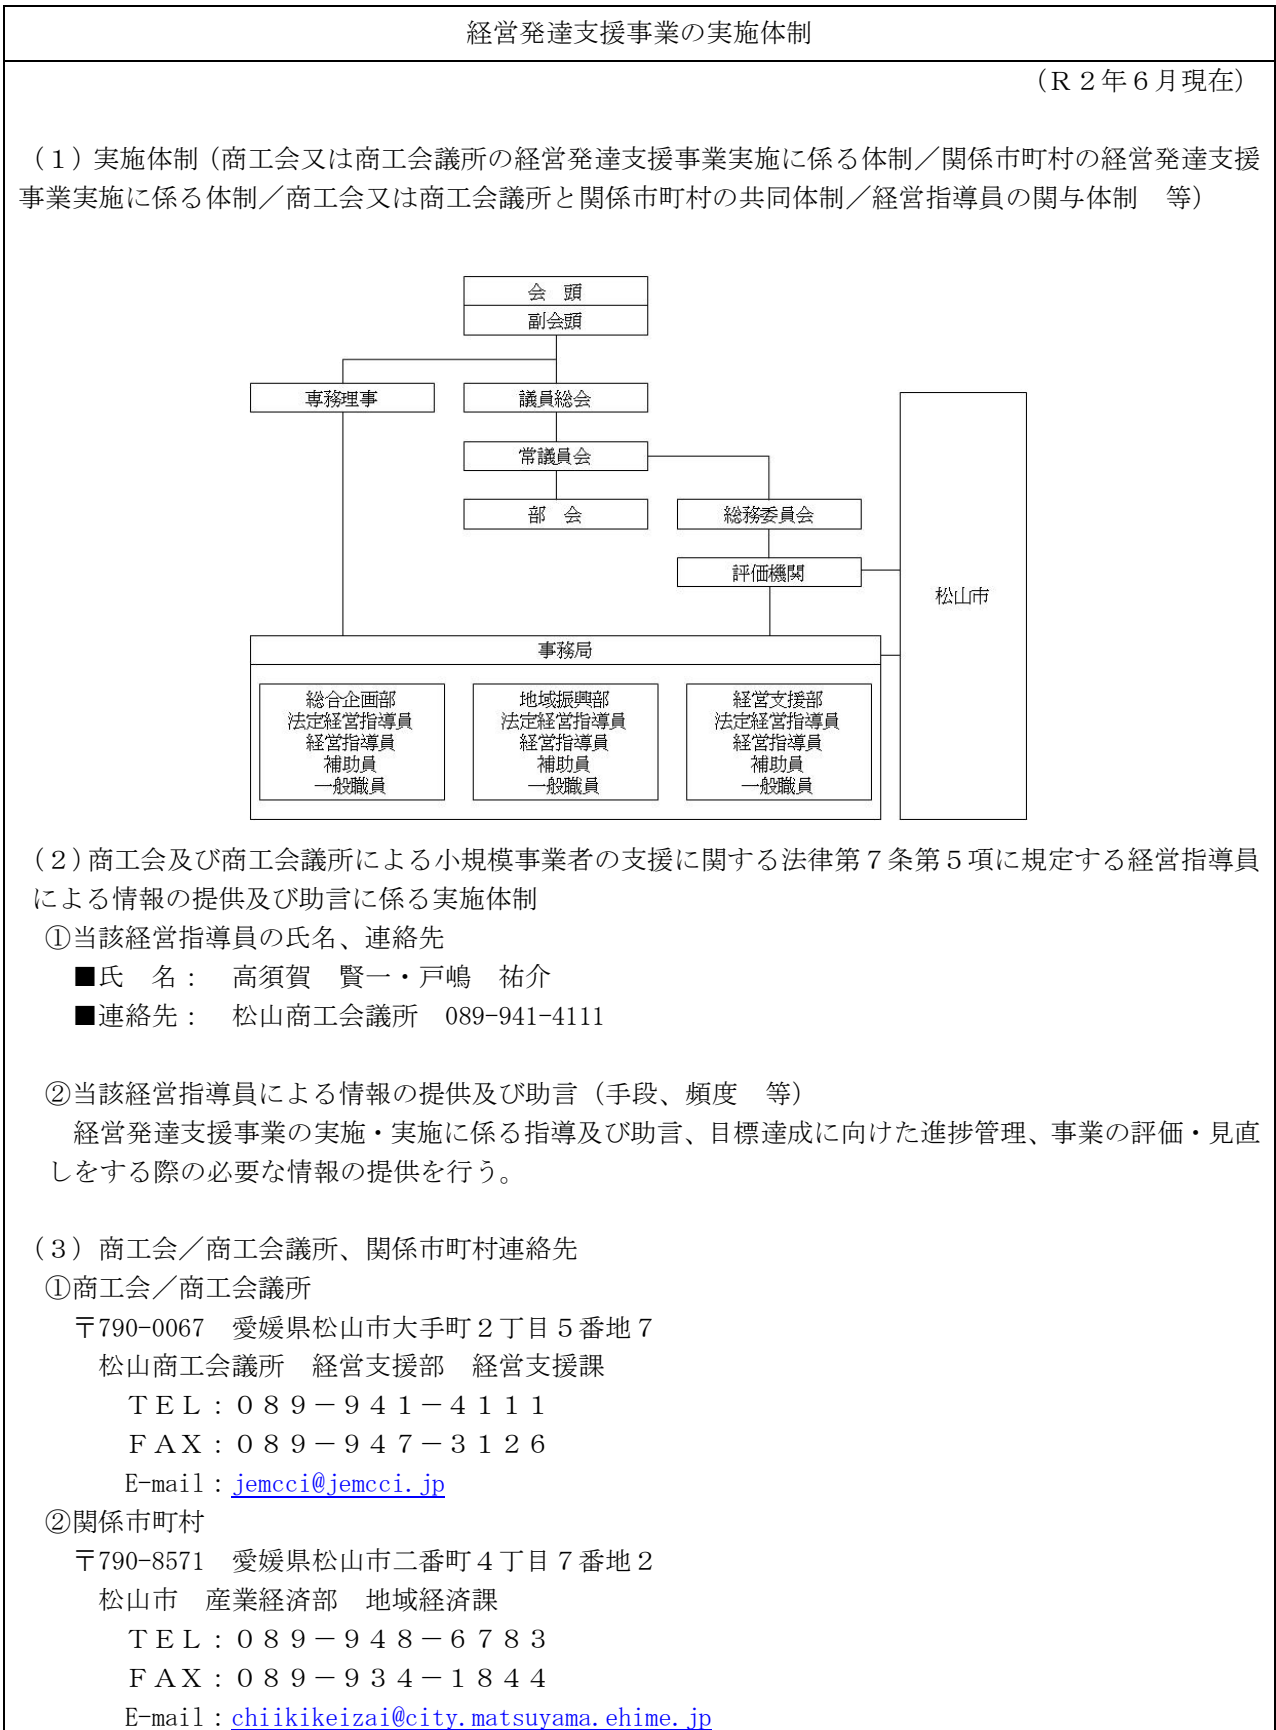 経営発達支援事業の実施体制
(R2年6月現在)
(1)実施体制(商工会又は商工会議所の経営発達支援事業実施に係る体制/関係市町村の経営発達支援
事業実施に係る体制/商工会又は商工会議所と関係市町村の共同体制/経営指導員の関与体制 等)
会 頭
副会頭
専務理事
議員総会
常議員会
部 会
総務委員会
評価機関
松山市
事務局
総合企画部
法定経営指導員
経営指導員
補助員
一般職員
地域振興部
法定経営指導員
経営指導員
補助員
一般職員
経営支援部
法定経営指導員
経営指導員
補助員
一般職員
(2)商工会及び商工会議所による小規模事業者の支援に関する法律第7条第5項に規定する経営指導員
による情報の提供及び助言に係る実施体制
①当該経営指導員の氏名、連絡先
■氏 名: 高須賀 賢一・戸嶋 祐介
■連絡先: 松山商工会議所 089-941-4111
②当該経営指導員による情報の提供及び助言(手段、頻度 等)
経営発達支援事業の実施・実施に係る指導及び助言、目標達成に向けた進捗管理、事業の評価・見直
しをする際の必要な情報の提供を行う。
(3)商工会/商工会議所、関係市町村連絡先
①商工会/商工会議所
〒790-0067 愛媛県松山市大手町2丁目5番地7
松山商工会議所 経営支援部 経営支援課
TEL:089-941-4111
FAX:089-947-3126
E-mail:jemcci@jemcci.jp
②関係市町村
〒790-8571 愛媛県松山市二番町4丁目7番地2
松山市 産業経済部 地域経済課
TEL:089-948-6783
FAX:089-934-1844
E-mail:chiikikeizai@city.matsuyama.ehime.jp